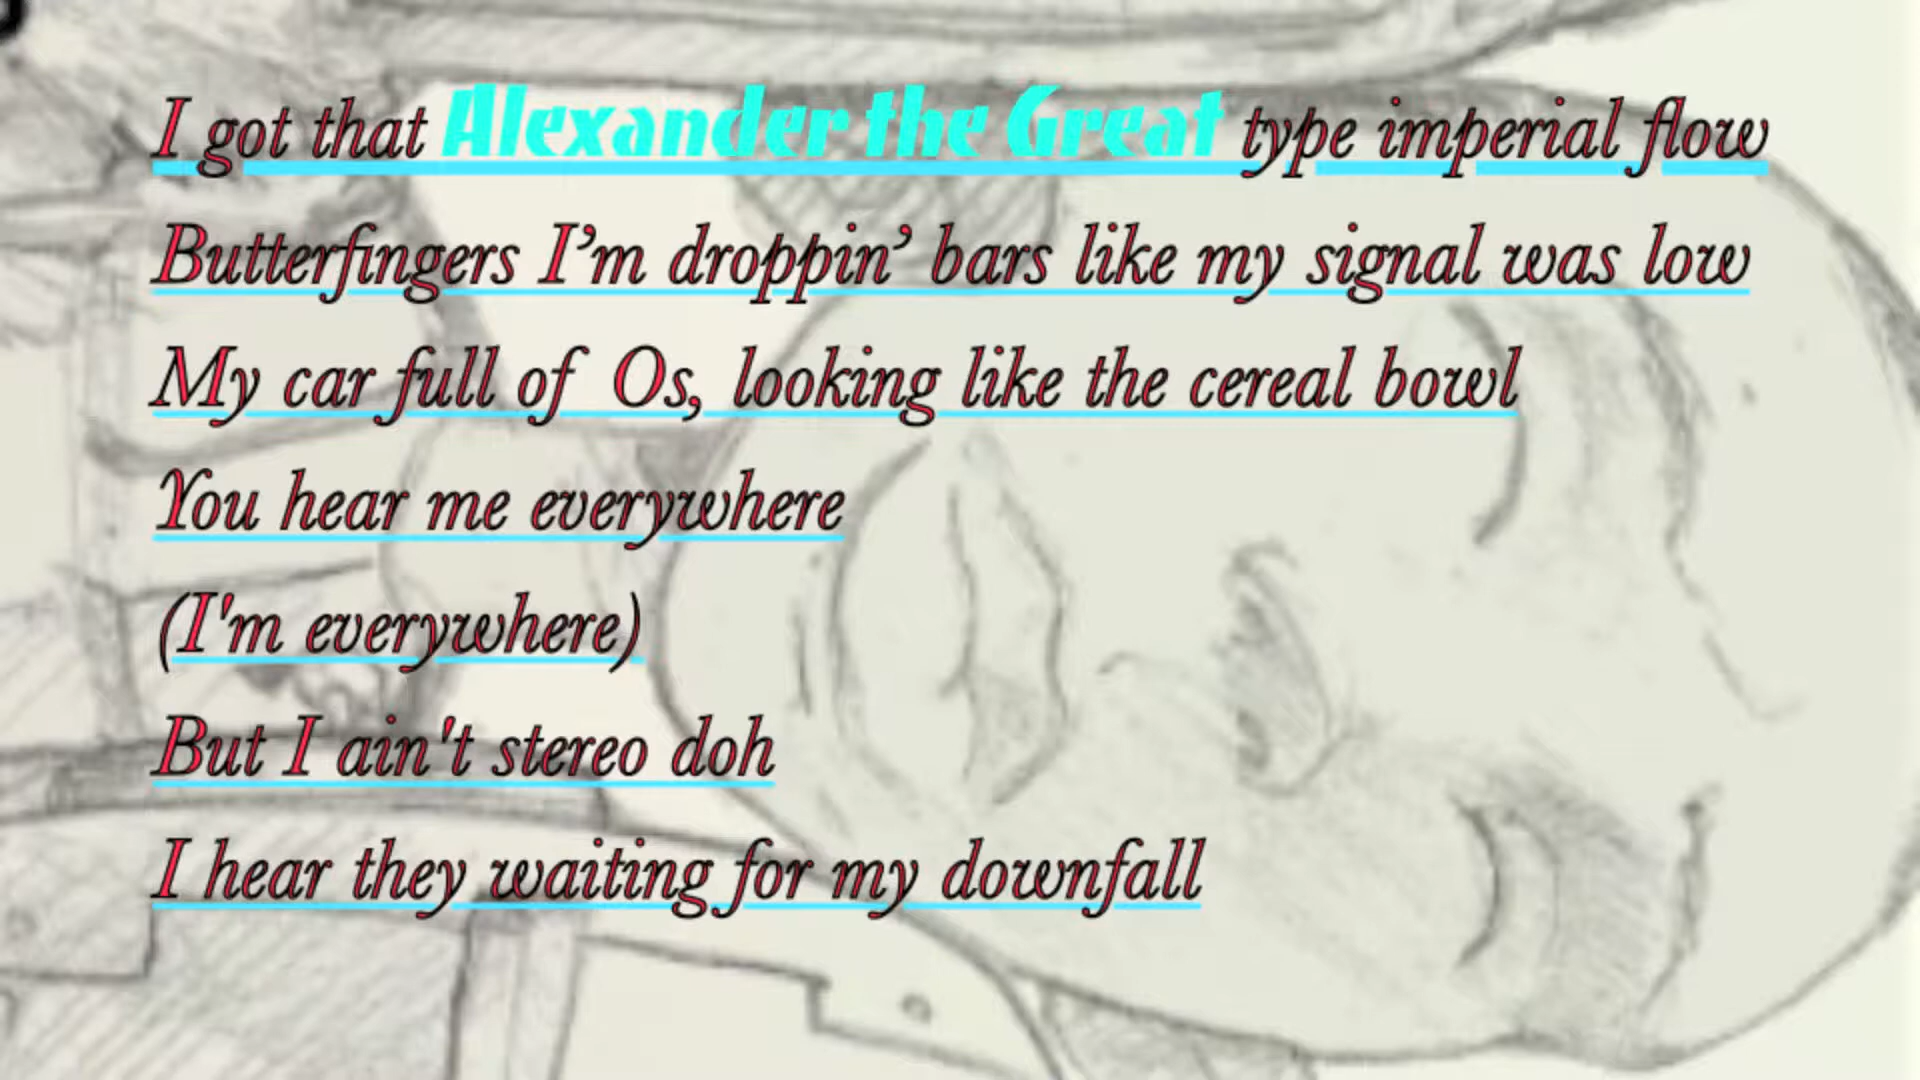 I got that Alexander the Great type imperial flow
Butterfingers I’m droppin’ bars like my signal was low
My car full of Os, looking like the cereal bowl
You hear me everywhere
(I'm everywhere)
But I ain't stereo doh
I hear they waiting for my downfall